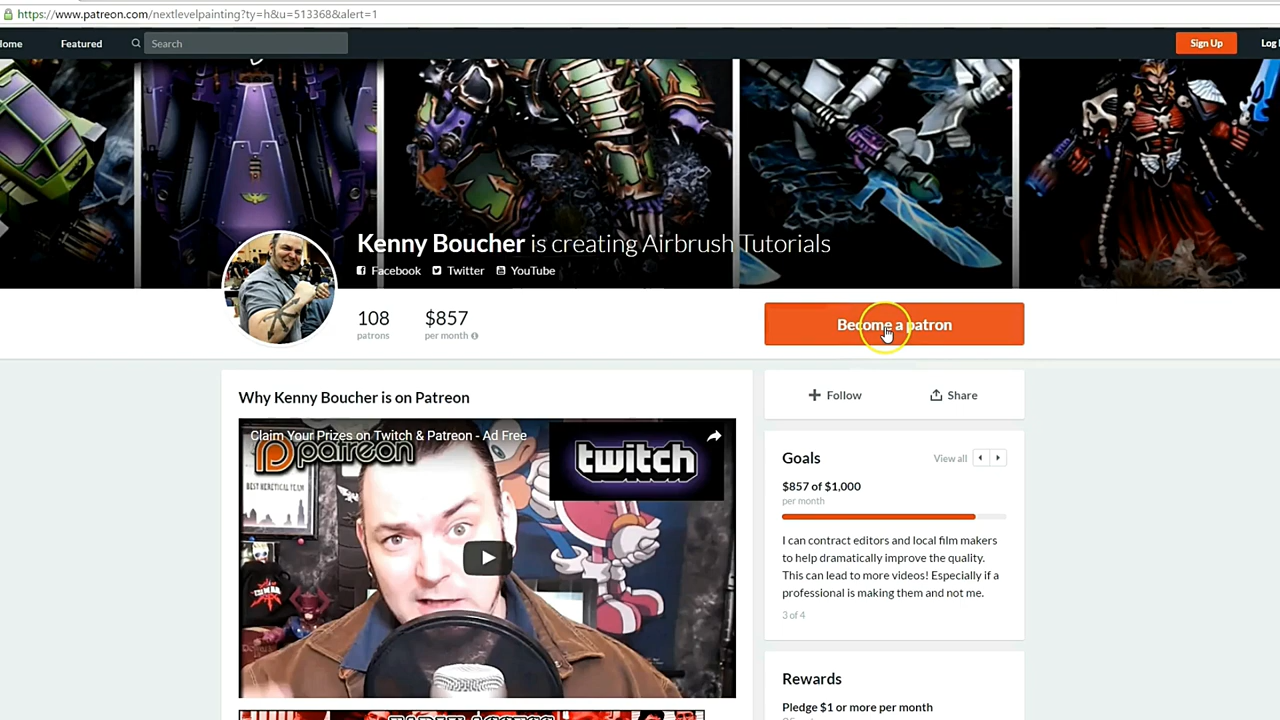 https://www.patreon.com/nextlevelpainting?ty=h&u=513368&alert=1
Home Featured Search Sign Up Log
Kenny Boucher is creating Airbrush Tutorials
Facebook Twitter YouTube
108 $857 Become a patron
patrons per month
Why Kenny Boucher is on Patreon
Follow Share
Claim Your Prizes on Twitch & Patreon - Ad Free
patreon
twitch
BEST HERETICAL TEAM
Goals View all
$857 of $1,000
per month
I can contract editors and local film makers
to help dramatically improve the quality.
This can lead to more videos! Especially if a
professional is making them and not me.
3 of 4
Rewards
Pledge $1 or more per month